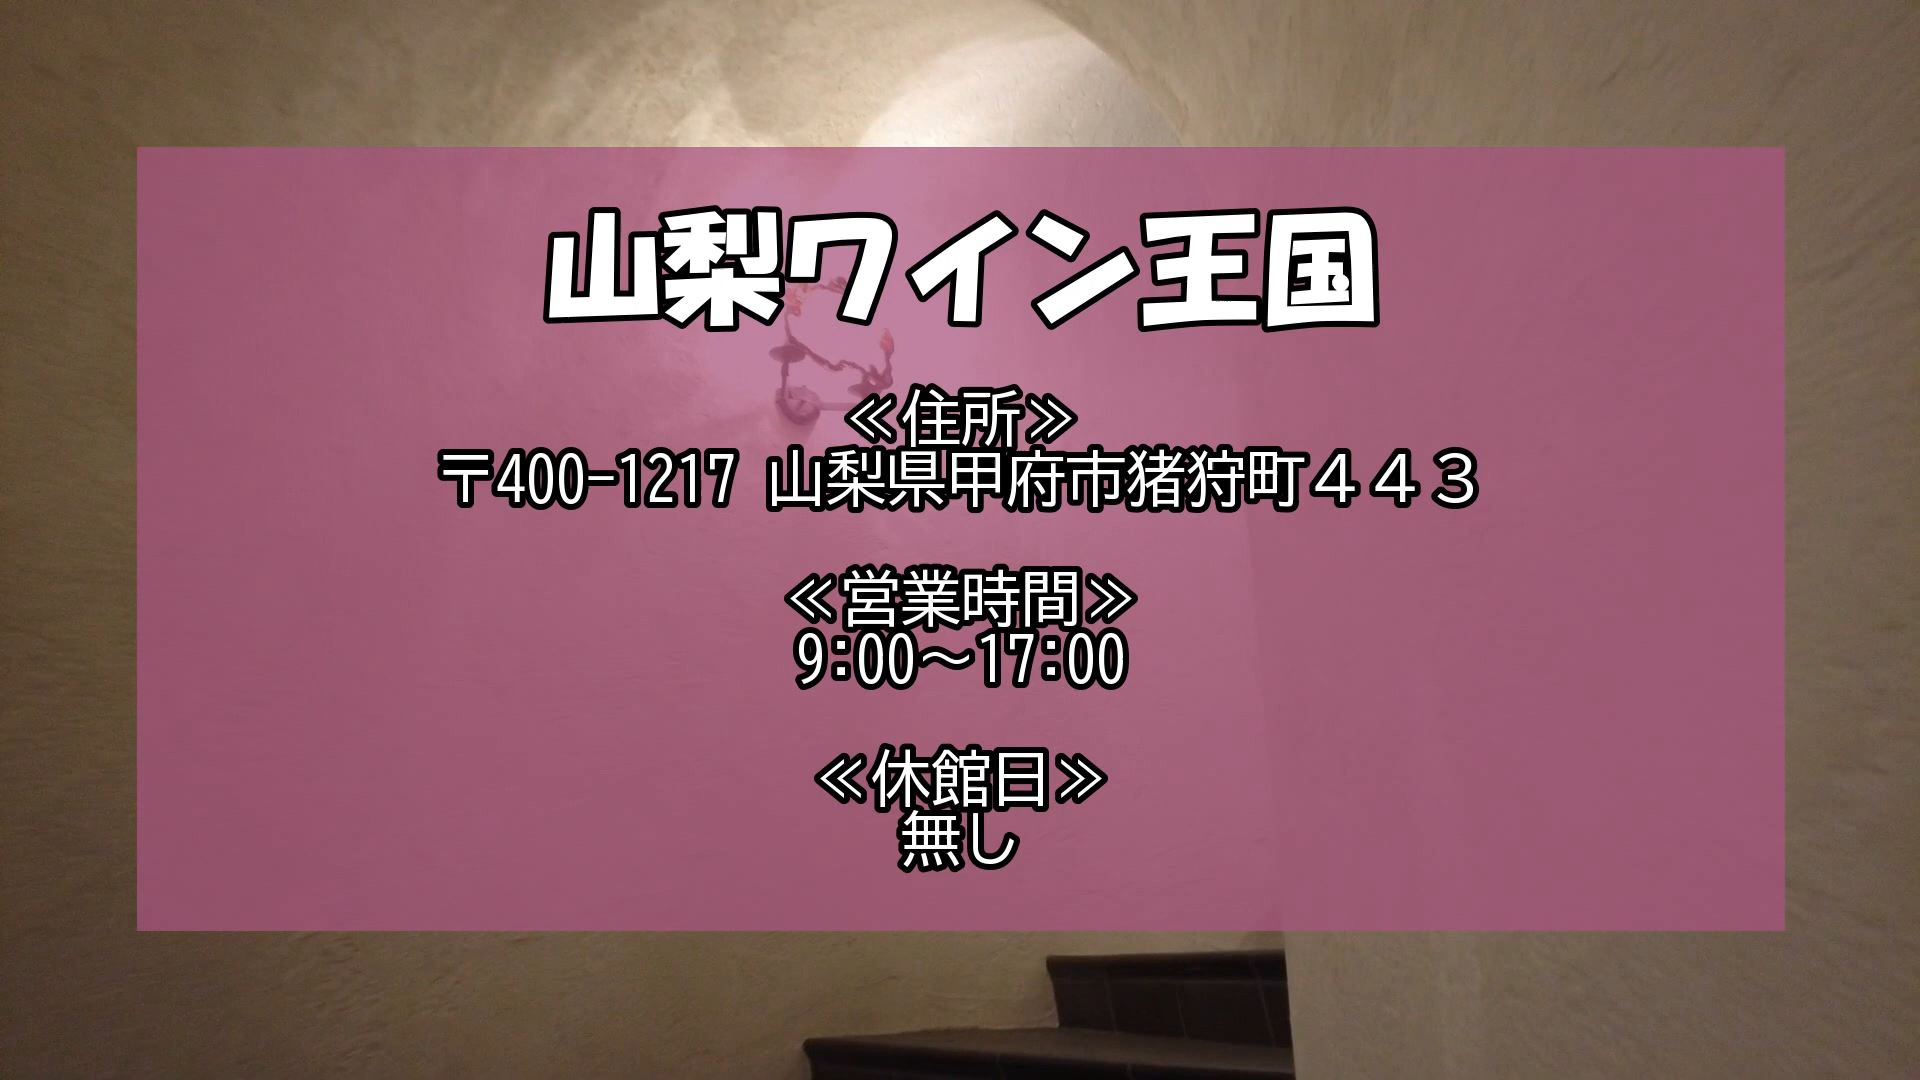 山梨ワイン王国
≪住所≫
〒400-1217 山梨県甲府市猪狩町４４３
≪営業時間≫
9:00～17:00
≪休館日≫
無し